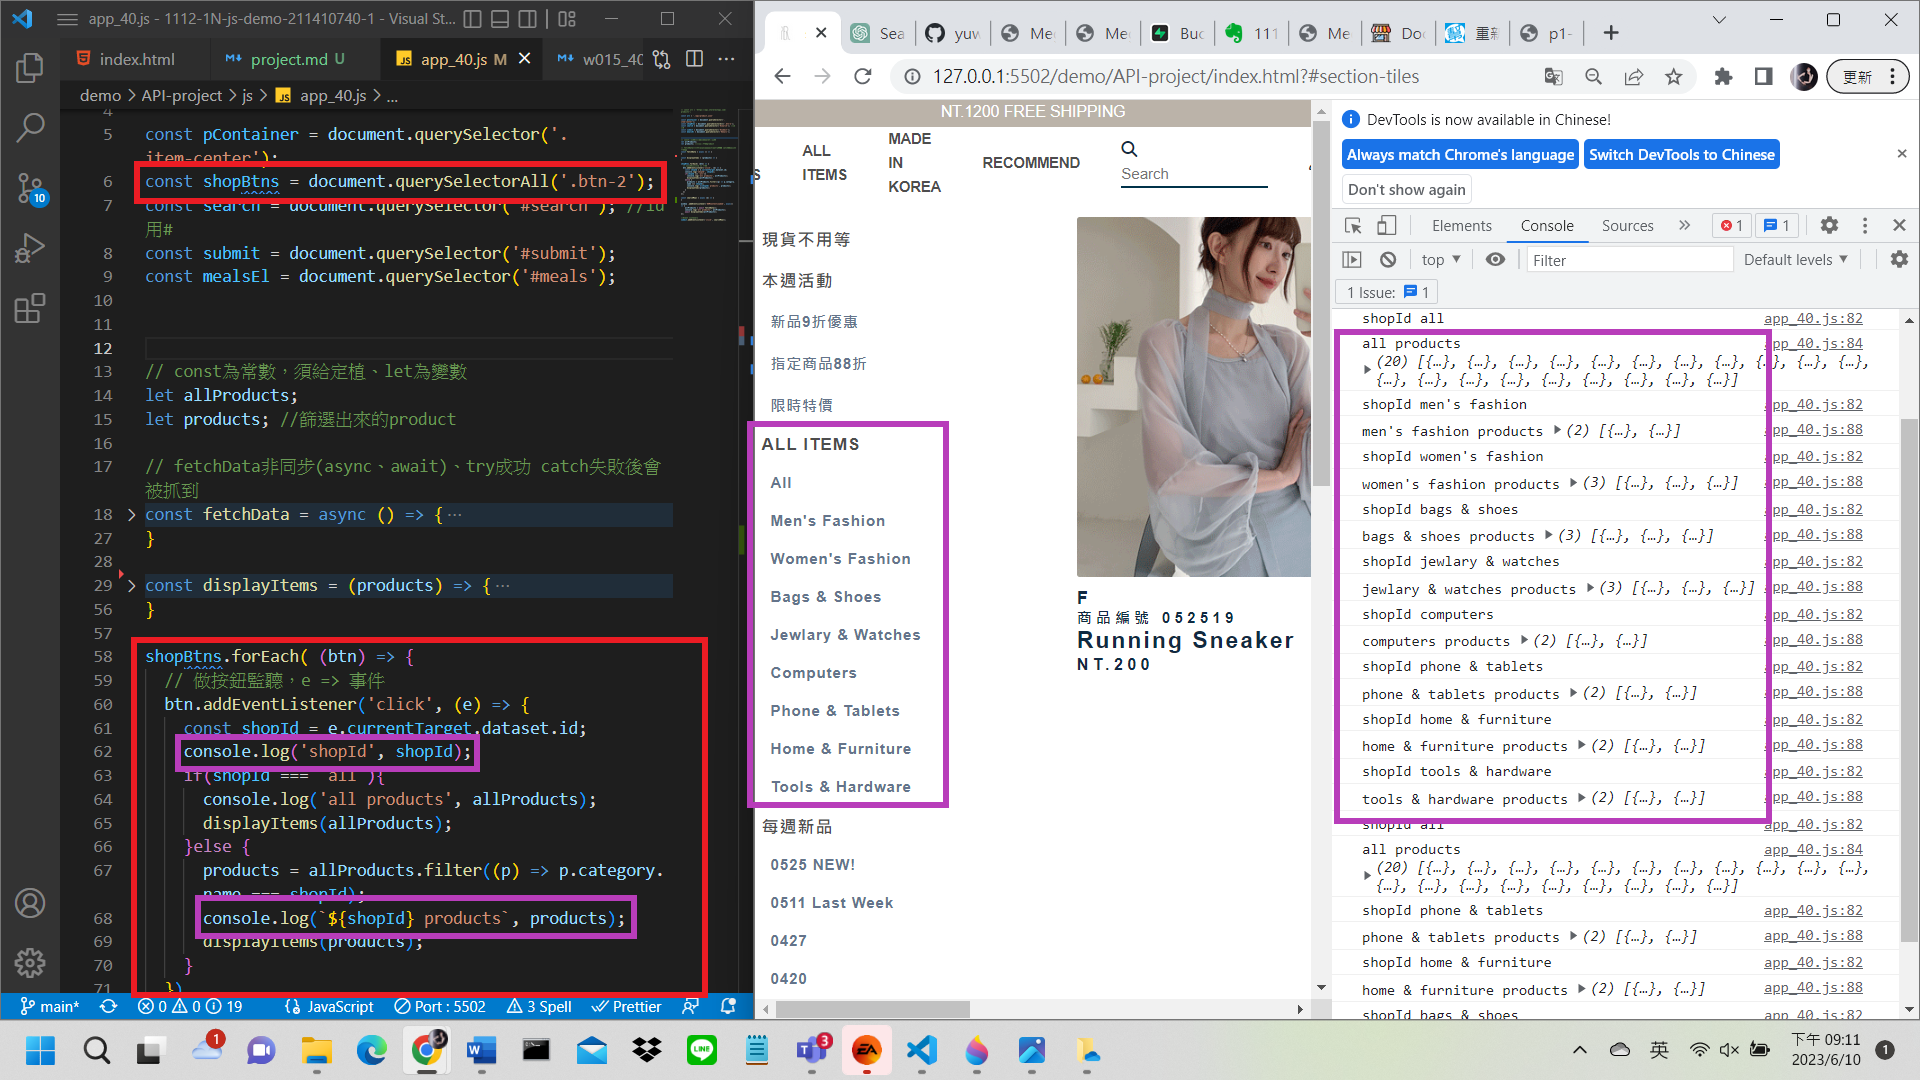 app_40.js - 1112-1N-js-demo-211410740-1 - Visual St...
index.html
project.md U
app_40.js M
w015_40
demo > API-project > js > app_40.js > ...
4
5 const pContainer = document.querySelector('.
item-center');
6 const shopBtns = document.querySelectorAll('.btn-2');
7 const search = document.querySelector('#search'); //id
用#
8 const submit = document.querySelector('#submit');
9 const mealsEl = document.querySelector('#meals');
10
11
12
13 // const為常數，須給定植、let為變數
14 let allProducts;
15 let products; //篩選出來的product
16
17 // fetchData非同步(async、await)、try成功 catch失敗後會
被抓到
18 const fetchData = async () => {…
27 }
28
29 const displayItems = (products) => {…
56 }
57
58 shopBtns.forEach( (btn) => {
59 // 做按鈕監聽，e => 事件
60 btn.addEventListener('click', (e) => {
61 const shopId = e.currentTarget.dataset.id;
62 console.log('shopId', shopId);
63 if(shopId === 'all'){
64 console.log('all products', allProducts);
65 displayItems(allProducts);
66 }else {
67 products = allProducts.filter((p) => p.category.
name === shopId);
68 console.log(`${shopId} products`, products);
69 displayItems(products);
70 }
71 })
10
main* 0 0 19 JavaScript Port : 5502 3 Spell Prettier
Sea
yuw
Me
Me
Buc
111
Me
Doc
重新
p1-
127.0.0.1:5502/demo/API-project/index.html?#section-tiles
更新
NT.1200 FREE SHIPPING
S
ALL
ITEMS
MADE
IN
KOREA
RECOMMEND
Search
現貨不用等
本週活動
新品9折優惠
指定商品88折
限時特價
ALL ITEMS
All
Men's Fashion
Women's Fashion
Bags & Shoes
Jewlary & Watches
Computers
Phone & Tablets
Home & Furniture
Tools & Hardware
每週新品
0525 NEW!
0511 Last Week
0427
0420
F
商品編號 052519
Running Sneaker
NT.200
DevTools is now available in Chinese!
Always match Chrome's language
Switch DevTools to Chinese
Don't show again
Elements Console Sources 1 1
top Filter Default levels
1 Issue: 1
shopId all app_40.js:82
all products app_40.js:84
(20) [{…}, {…}, {…}, {…}, {…}, {…}, {…}, {…}, {…}, {…}, {…},
{…}, {…}, {…}, {…}, {…}, {…}, {…}, {…}, {…}]
shopId men's fashion app_40.js:82
men's fashion products (2) [{…}, {…}] app_40.js:88
shopId women's fashion app_40.js:82
women's fashion products (3) [{…}, {…}, {…}] app_40.js:88
shopId bags & shoes app_40.js:82
bags & shoes products (3) [{…}, {…}, {…}] app_40.js:88
shopId jewlary & watches app_40.js:82
jewlary & watches products (3) [{…}, {…}, {…}] app_40.js:88
shopId computers app_40.js:82
computers products (2) [{…}, {…}] app_40.js:88
shopId phone & tablets app_40.js:82
phone & tablets products (2) [{…}, {…}] app_40.js:88
shopId home & furniture app_40.js:82
home & furniture products (2) [{…}, {…}] app_40.js:88
shopId tools & hardware app_40.js:82
tools & hardware products (2) [{…}, {…}] app_40.js:88
shopId all app_40.js:82
all products app_40.js:84
(20) [{…}, {…}, {…}, {…}, {…}, {…}, {…}, {…}, {…}, {…}, {…},
{…}, {…}, {…}, {…}, {…}, {…}, {…}, {…}, {…}]
shopId phone & tablets app_40.js:82
phone & tablets products (2) [{…}, {…}] app_40.js:88
shopId home & furniture app_40.js:82
home & furniture products (2) [{…}, {…}] app_40.js:88
shopId bags & shoes app_40.js:82
1
LINE
3
EA
英
下午 09:11
2023/6/10
1